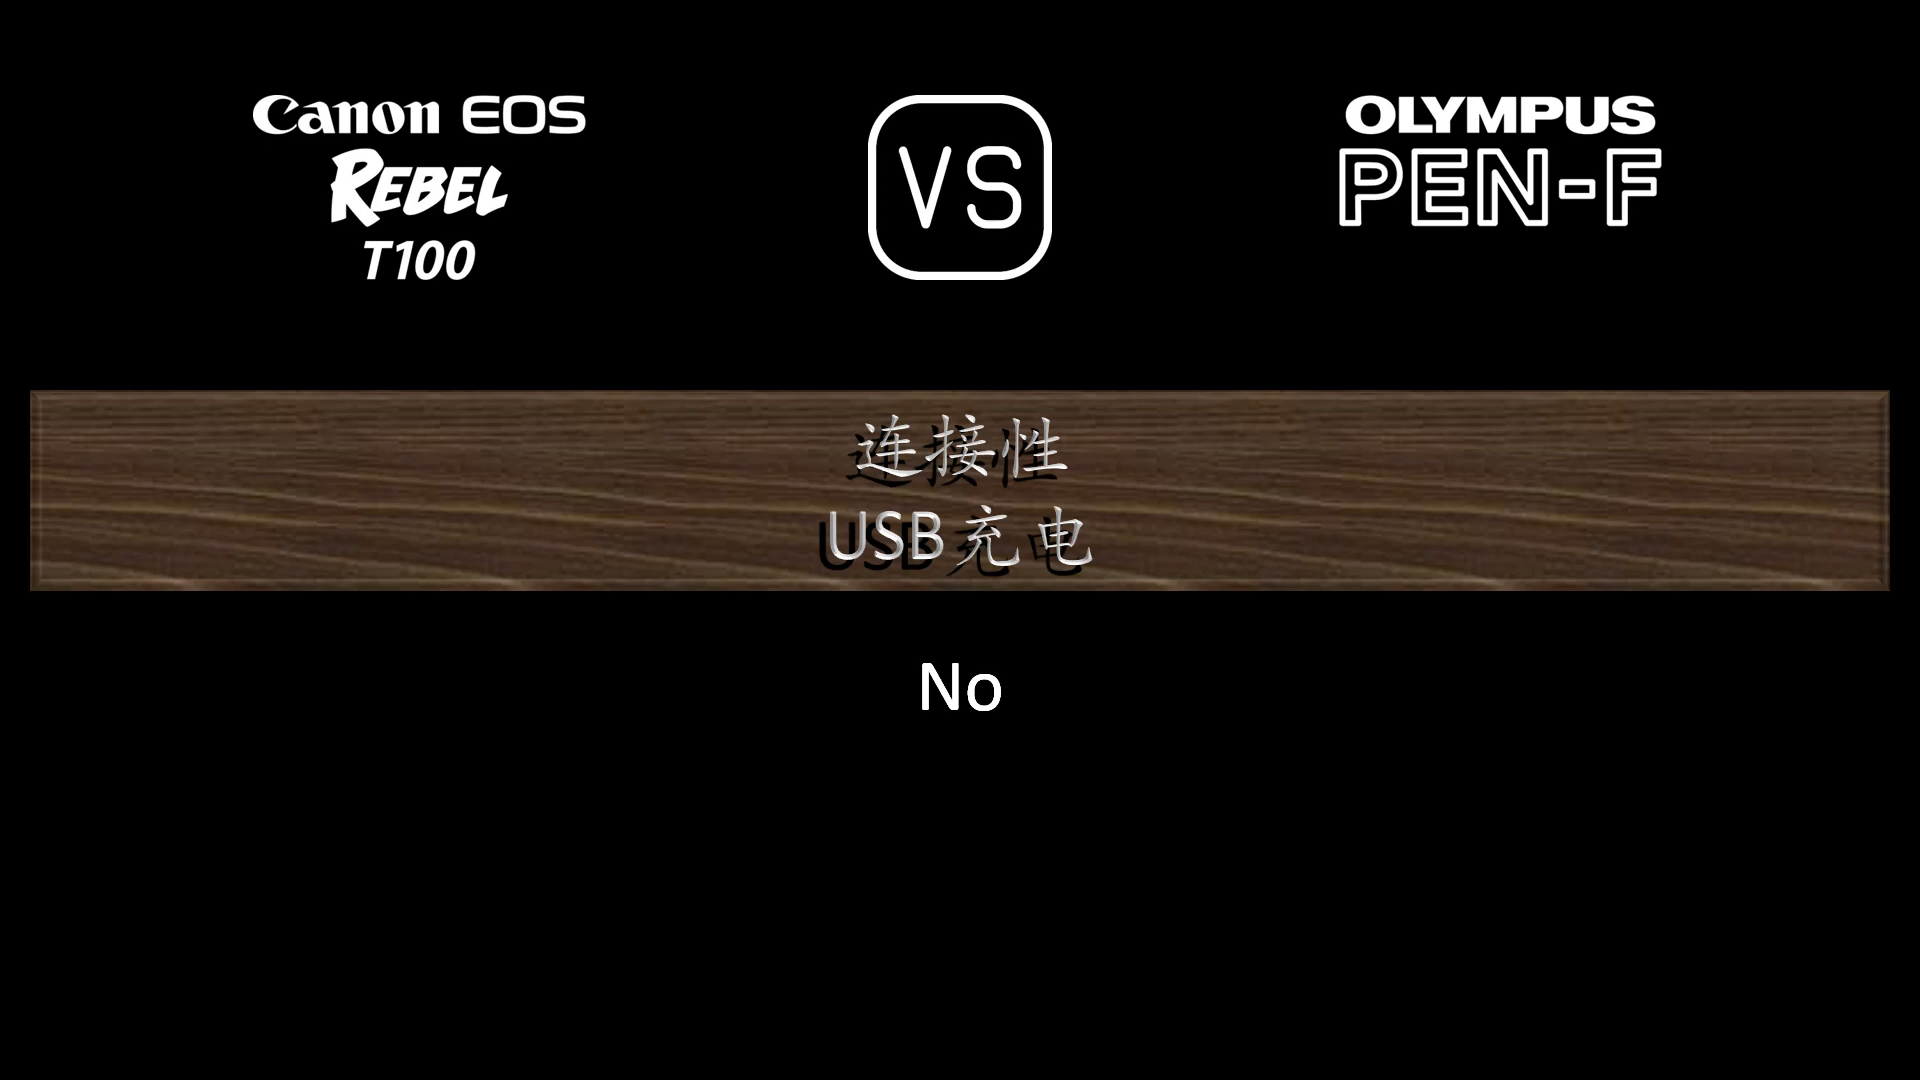 Canon EOS
REBEL
T100
VS
OLYMPUS
PEN-F
连接性
USB 充电
No